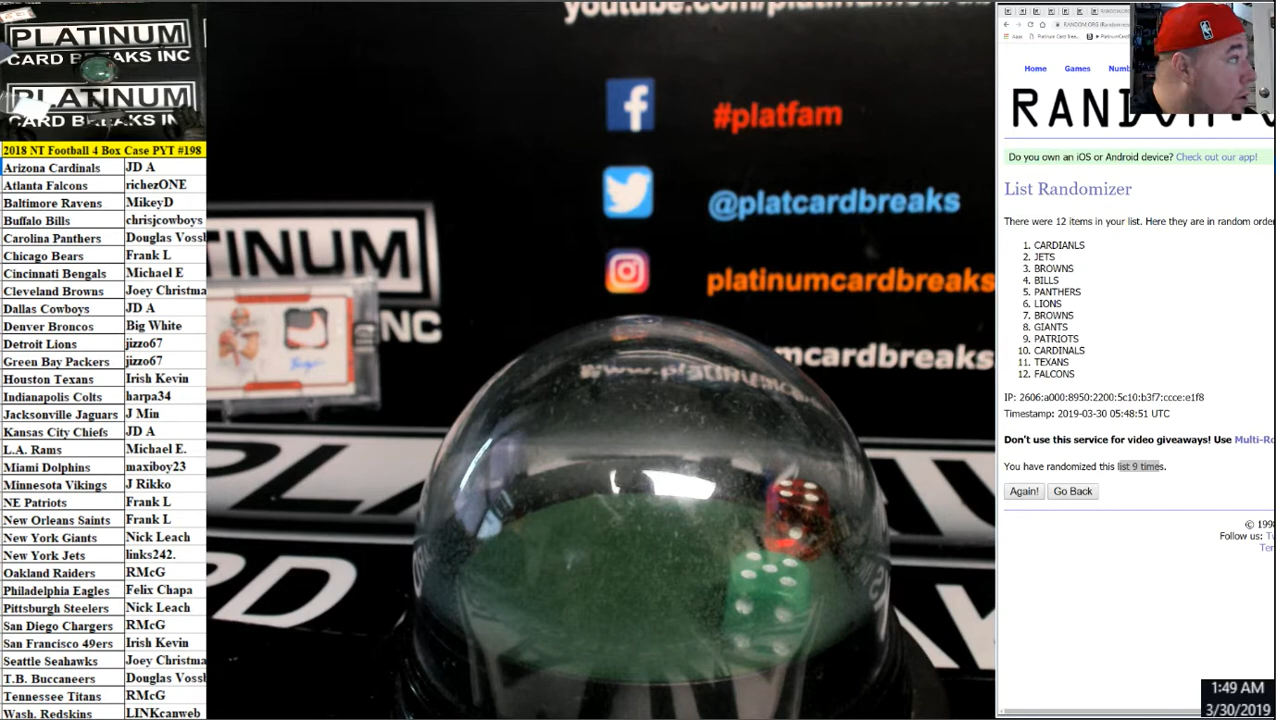 PLATINUM
CARD BREAKS INC
PLATINUM
2018 NT Football 4 Box Case PYT #198
Arizona Cardinals JD A
Atlanta Falcons richezONE
Baltimore Ravens MikeyD
Buffalo Bills chrisjcowboys
Carolina Panthers Douglas Voss
Chicago Bears Frank L
Cincinnati Bengals Michael E
Cleveland Browns Joey Christma
Dallas Cowboys JD A
Denver Broncos Big White
Detroit Lions jizzo67
Green Bay Packers jizzo67
Houston Texans Irish Kevin
Indianapolis Colts harpa34
Jacksonville Jaguars J Min
Kansas City Chiefs JD A
L.A. Rams Michael E.
Miami Dolphins maxiboy23
Minnesota Vikings J Rikko
NE Patriots Frank L
New Orleans Saints Frank L
New York Giants Nick Leach
New York Jets links242.
Oakland Raiders RMcG
Philadelphia Eagles Felix Chapa
Pittsburgh Steelers Nick Leach
San Diego Chargers RMcG
San Francisco 49ers Irish Kevin
Seattle Seahawks Joey Christma
T.B. Buccaneers Douglas Voss
Tennessee Titans RMcG
Wash. Redskins LINKcanweb
#platfam
@platcardbreaks
platinumcardbreaks
mcardbreaks
Home Games Numb
Do you own an iOS or Android device? Check out our app!
List Randomizer
There were 12 items in your list. Here they are in random order
1. CARDIANLS
2. JETS
3. BROWNS
4. BILLS
5. PANTHERS
6. LIONS
7. BROWNS
8. GIANTS
9. PATRIOTS
10. CARDINALS
11. TEXANS
12. FALCONS
IP: 2606:a000:8950:2200:5c10:b3f7:ccce:e1f8
Timestamp: 2019-03-30 05:48:51 UTC
Don't use this service for video giveaways! Use Multi-Ro
You have randomized this list 9 times.
Again! Go Back
© 199
Follow us: T
Ter
1:49 AM
3/30/2019